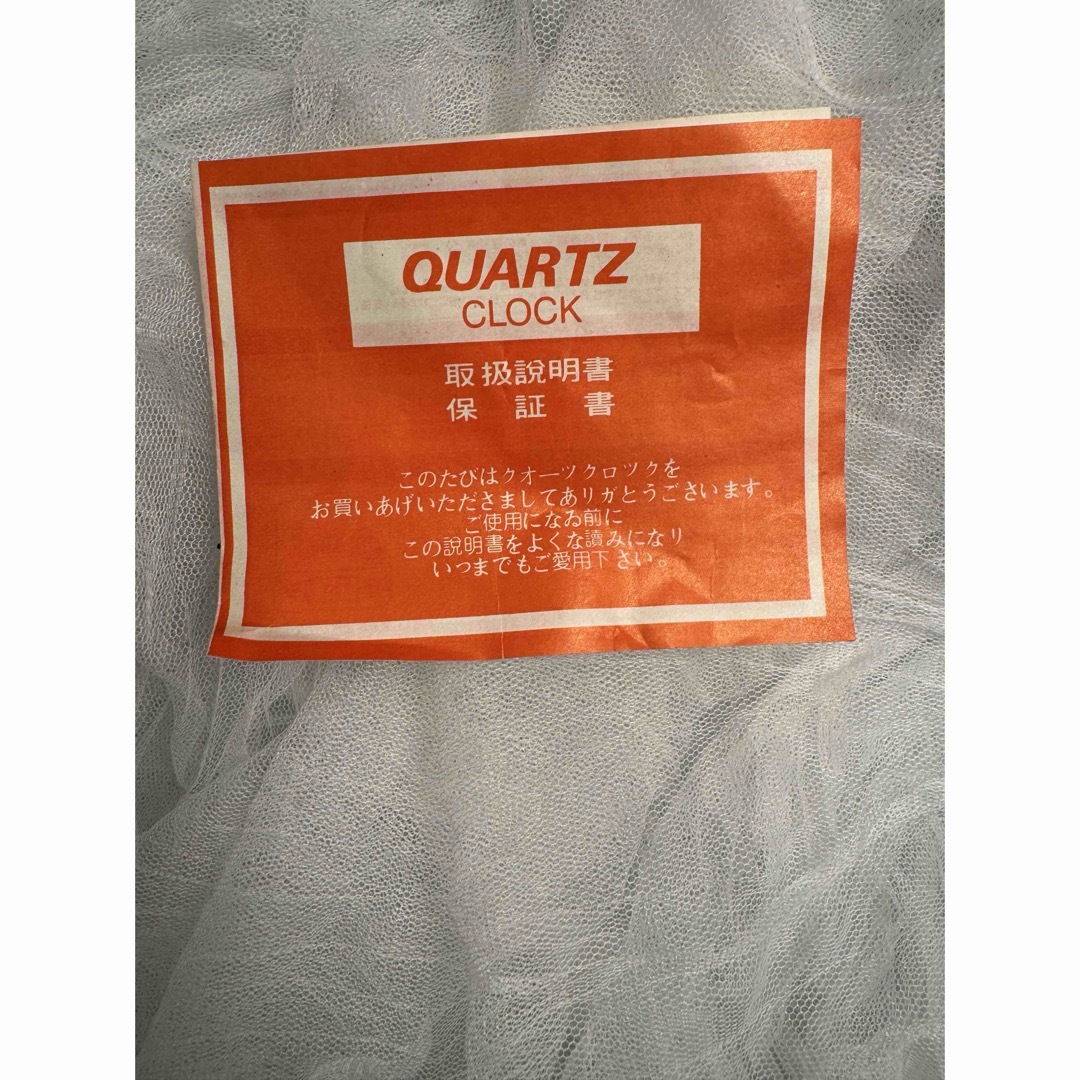 QUARTZ
CLOCK
取扱説明書
保証書
このたびはクオーツクロツクを
お買いあげいただきましてありがとうございます。
ご使用になる前に
この說明書をよくな讀みになり
いつまでもご愛用下さい。